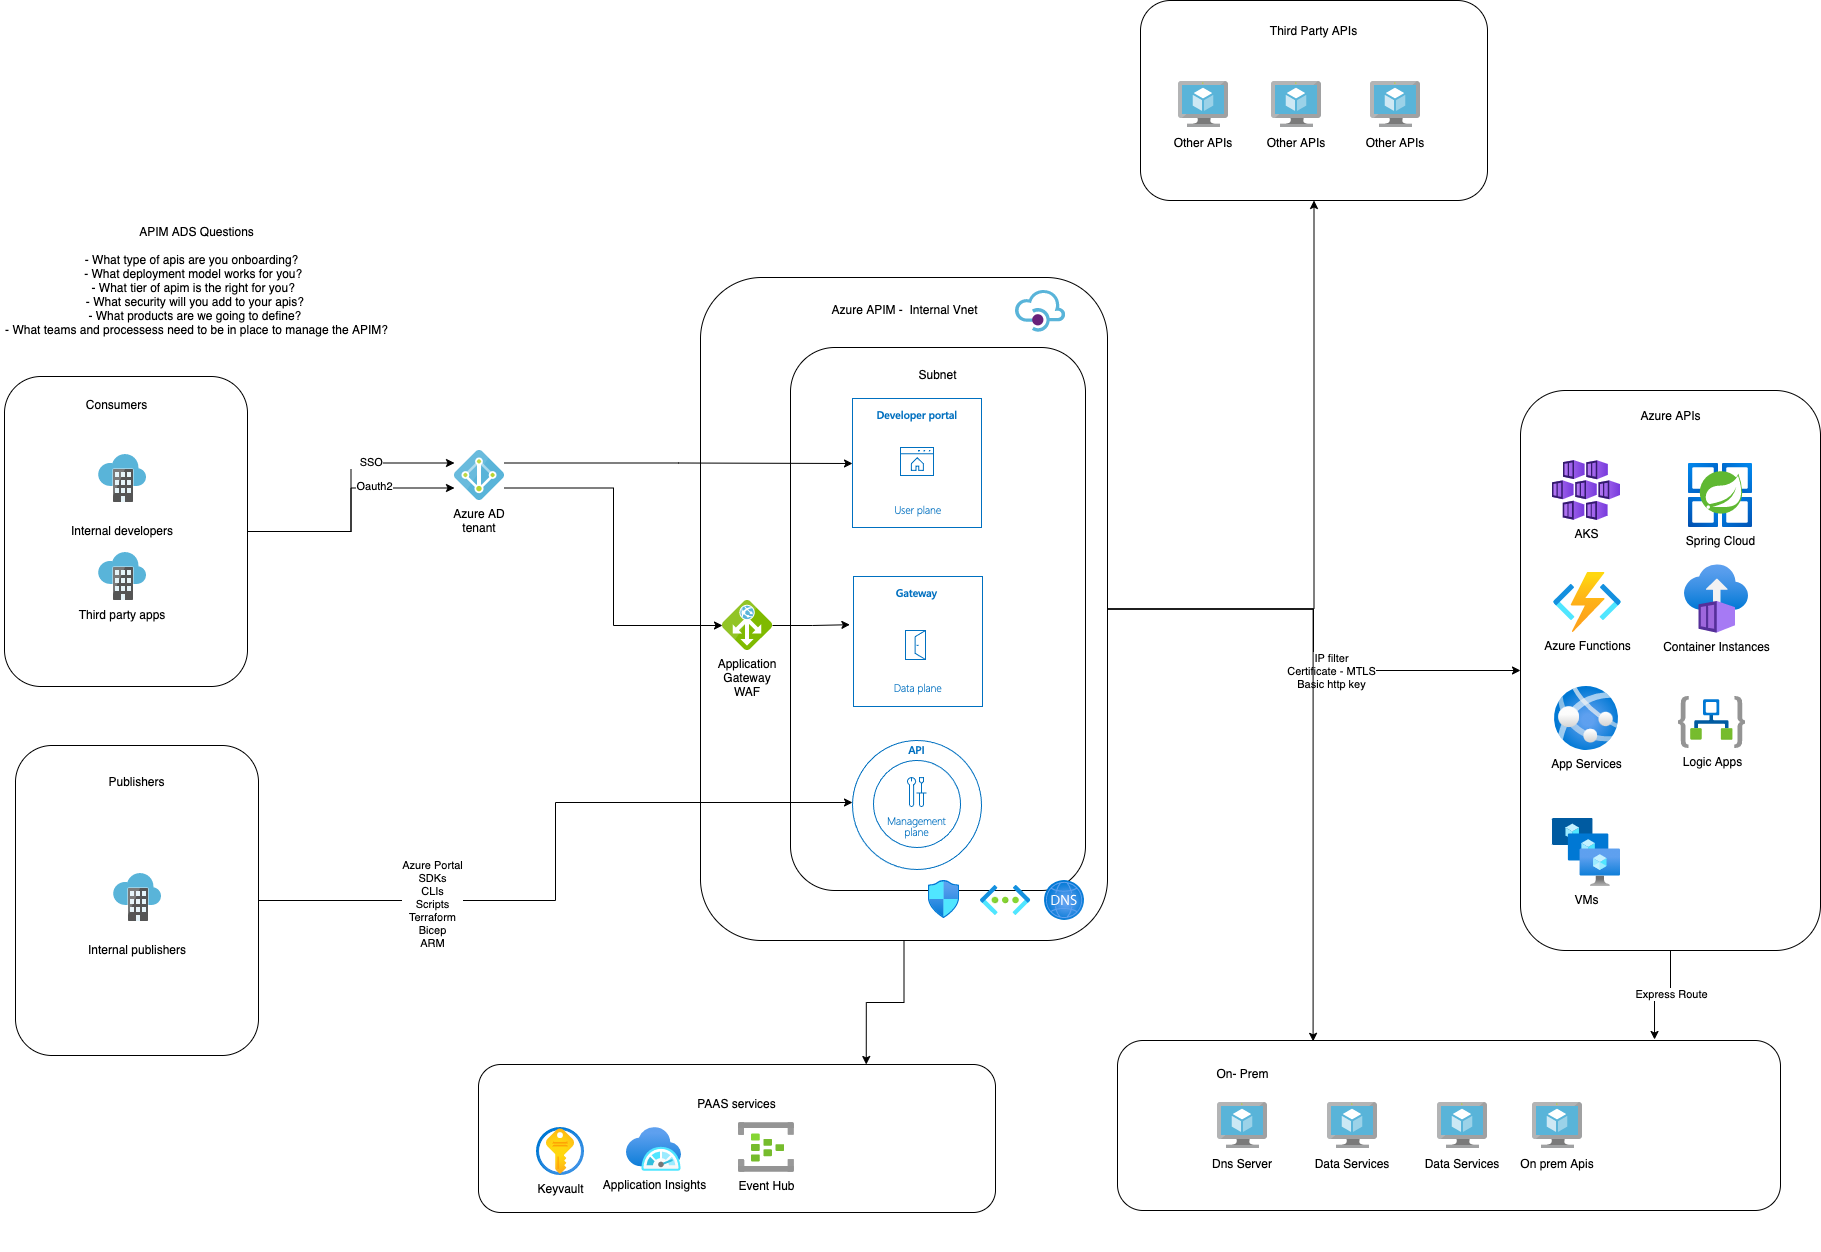 Third Party APIs
Other APIs
Other APIs
Other APIs
APIM ADS Questions
- What type of apis are you onboarding?
- What deployment model works for you?
- What tier of apim is the right for you?
- What security will you add to your apis?
- What products are we going to define?
- What teams and processess need to be in place to manage the APIM?
Consumers
Internal developers
Third party apps
SSO
Oauth2
Azure AD
tenant
Azure APIM -  Internal Vnet
Subnet
Developer portal
User plane
Gateway
Data plane
Application
Gateway
WAF
API
Management
plane
DNS
Publishers
Internal publishers
Azure Portal
SDKs
CLIs
Scripts
Terraform
Bicep
ARM
IP filter
Certificate - MTLS
Basic http key
Azure APIs
AKS
Spring Cloud
Azure Functions
Container Instances
App Services
Logic Apps
VMs
Express Route
PAAS services
Keyvault
Application Insights
Event Hub
On- Prem
Dns Server
Data Services
Data Services
On prem Apis